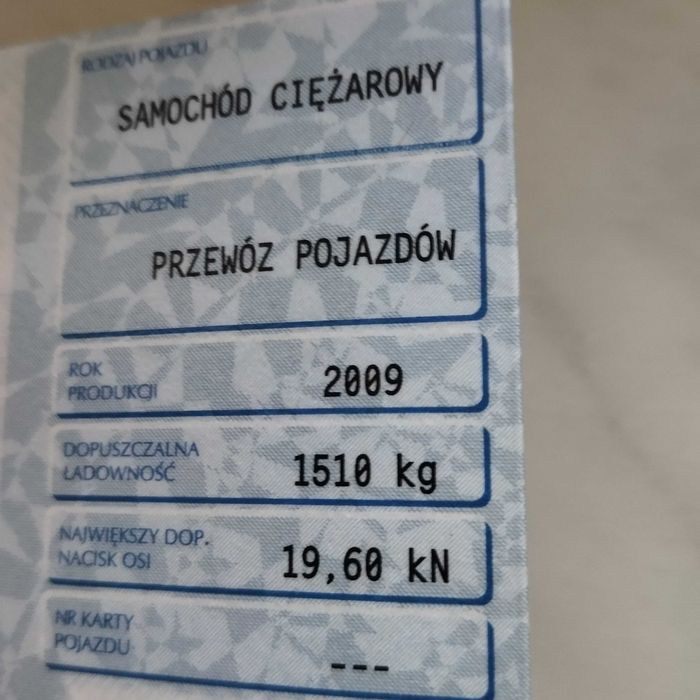 RODZAJ POJAZDU
SAMOCHÓD CIĘŻAROWY
PRZEZNACZENIE
PRZEWÓZ POJAZDÓW
ROK
PRODUKCJI
2009
DOPUSZCZALNA
ŁADOWNOŚĆ
1510 kg
NAJWIĘKSZY DOP.
NACISK OSI
19,60 kN
NR KARTY
POJAZDU
---